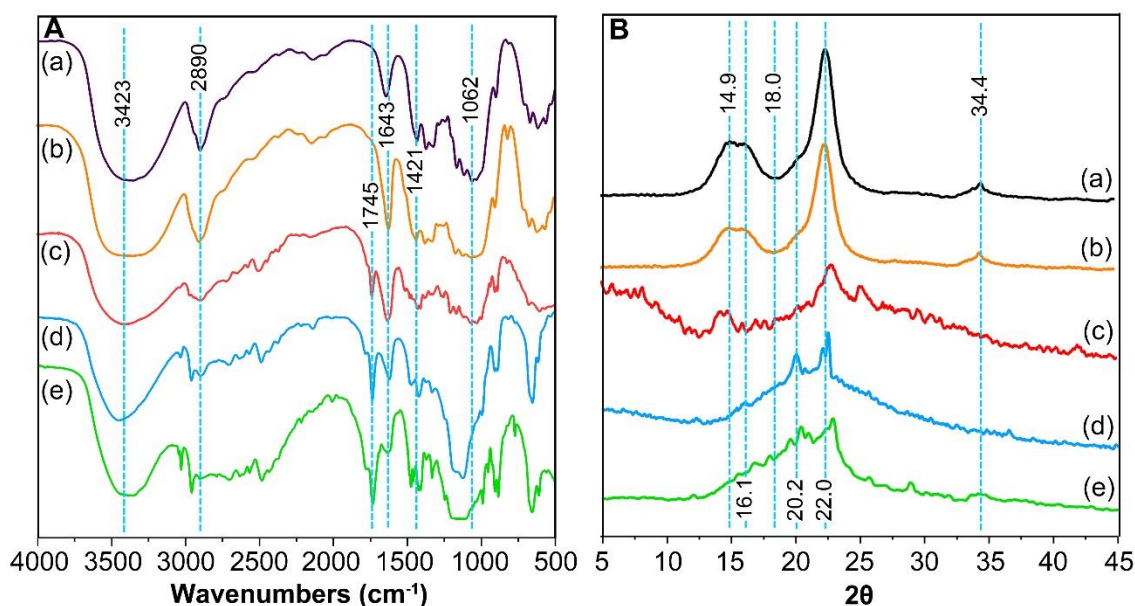 A
(a)
(b)
(c)
(d)
(e)
3423
2890
1745
1643
1421
1062
4000 3500 3000 2500 2000 1500 1000 500
Wavenumbers (cm⁻¹)
B
14.9
18.0
34.4
(a)
(b)
(c)
(d)
(e)
16.1
20.2
22.0
5 10 15 20 25 30 35 40 45
2θ